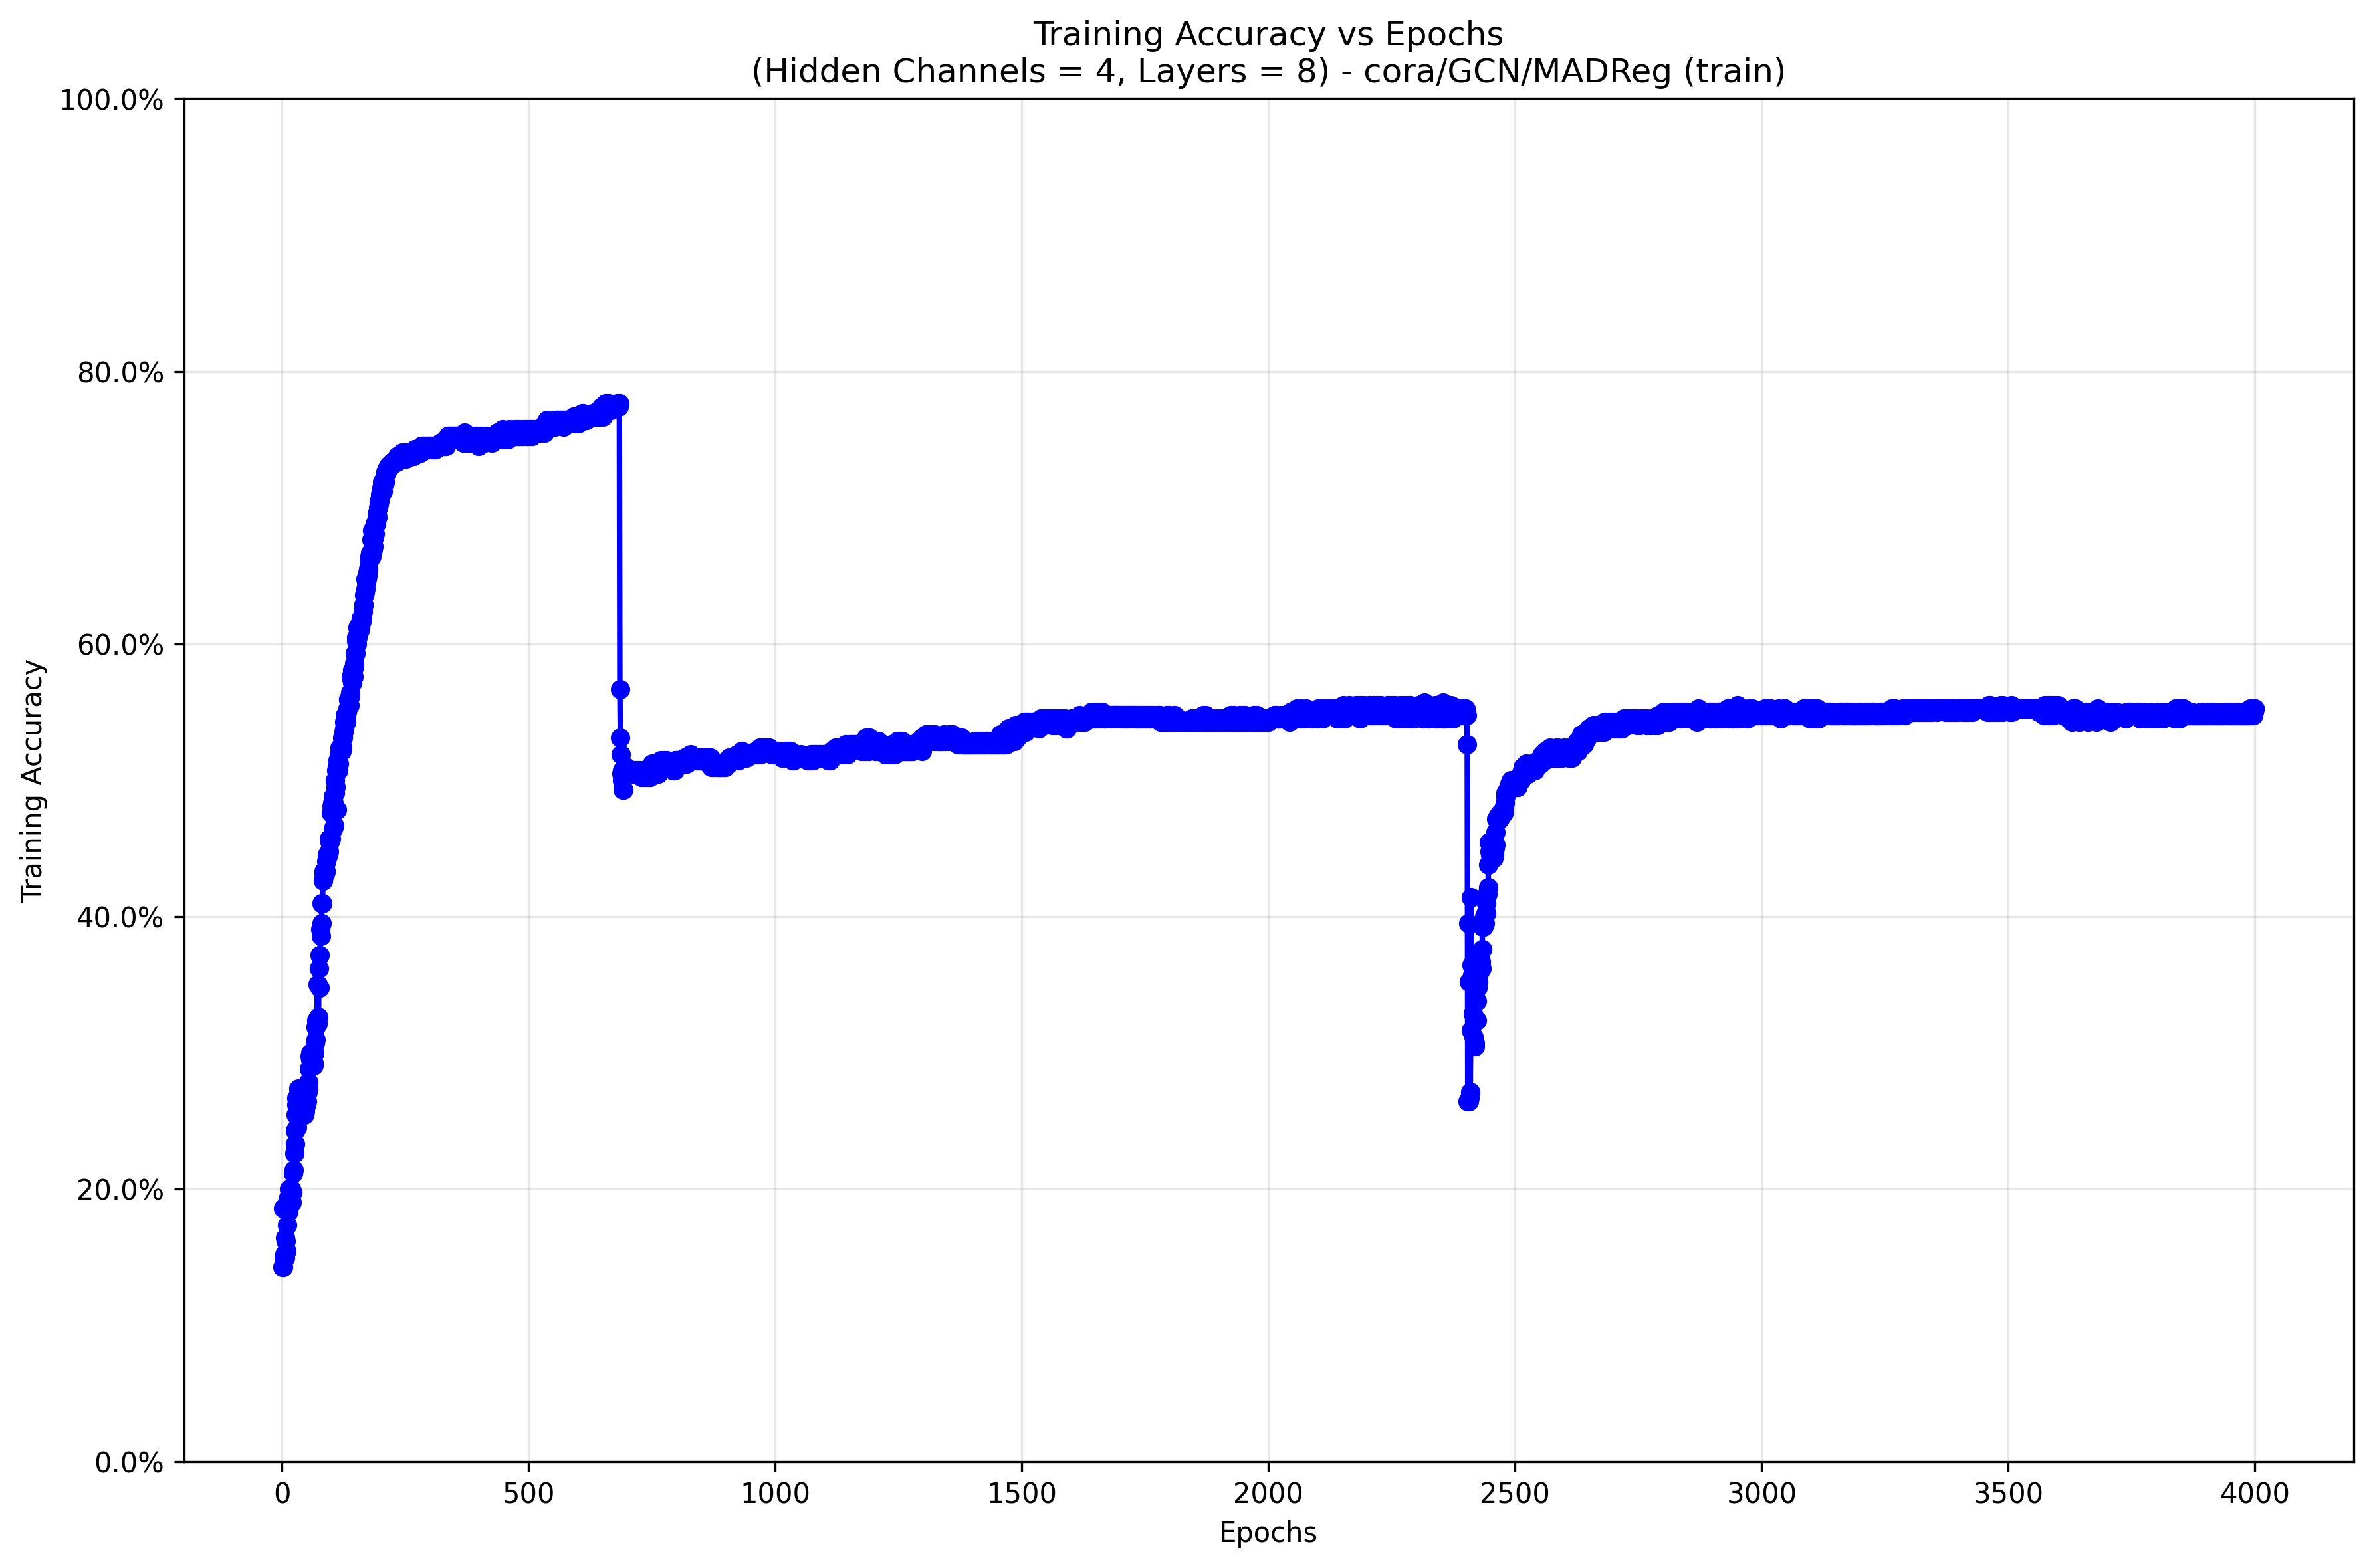 Training Accuracy vs Epochs
(Hidden Channels = 4, Layers = 8) - cora/GCN/MADReg (train)
100.0%
80.0%
60.0%
40.0%
20.0%
0.0%
Training Accuracy
0 500 1000 1500 2000 2500 3000 3500 4000
Epochs